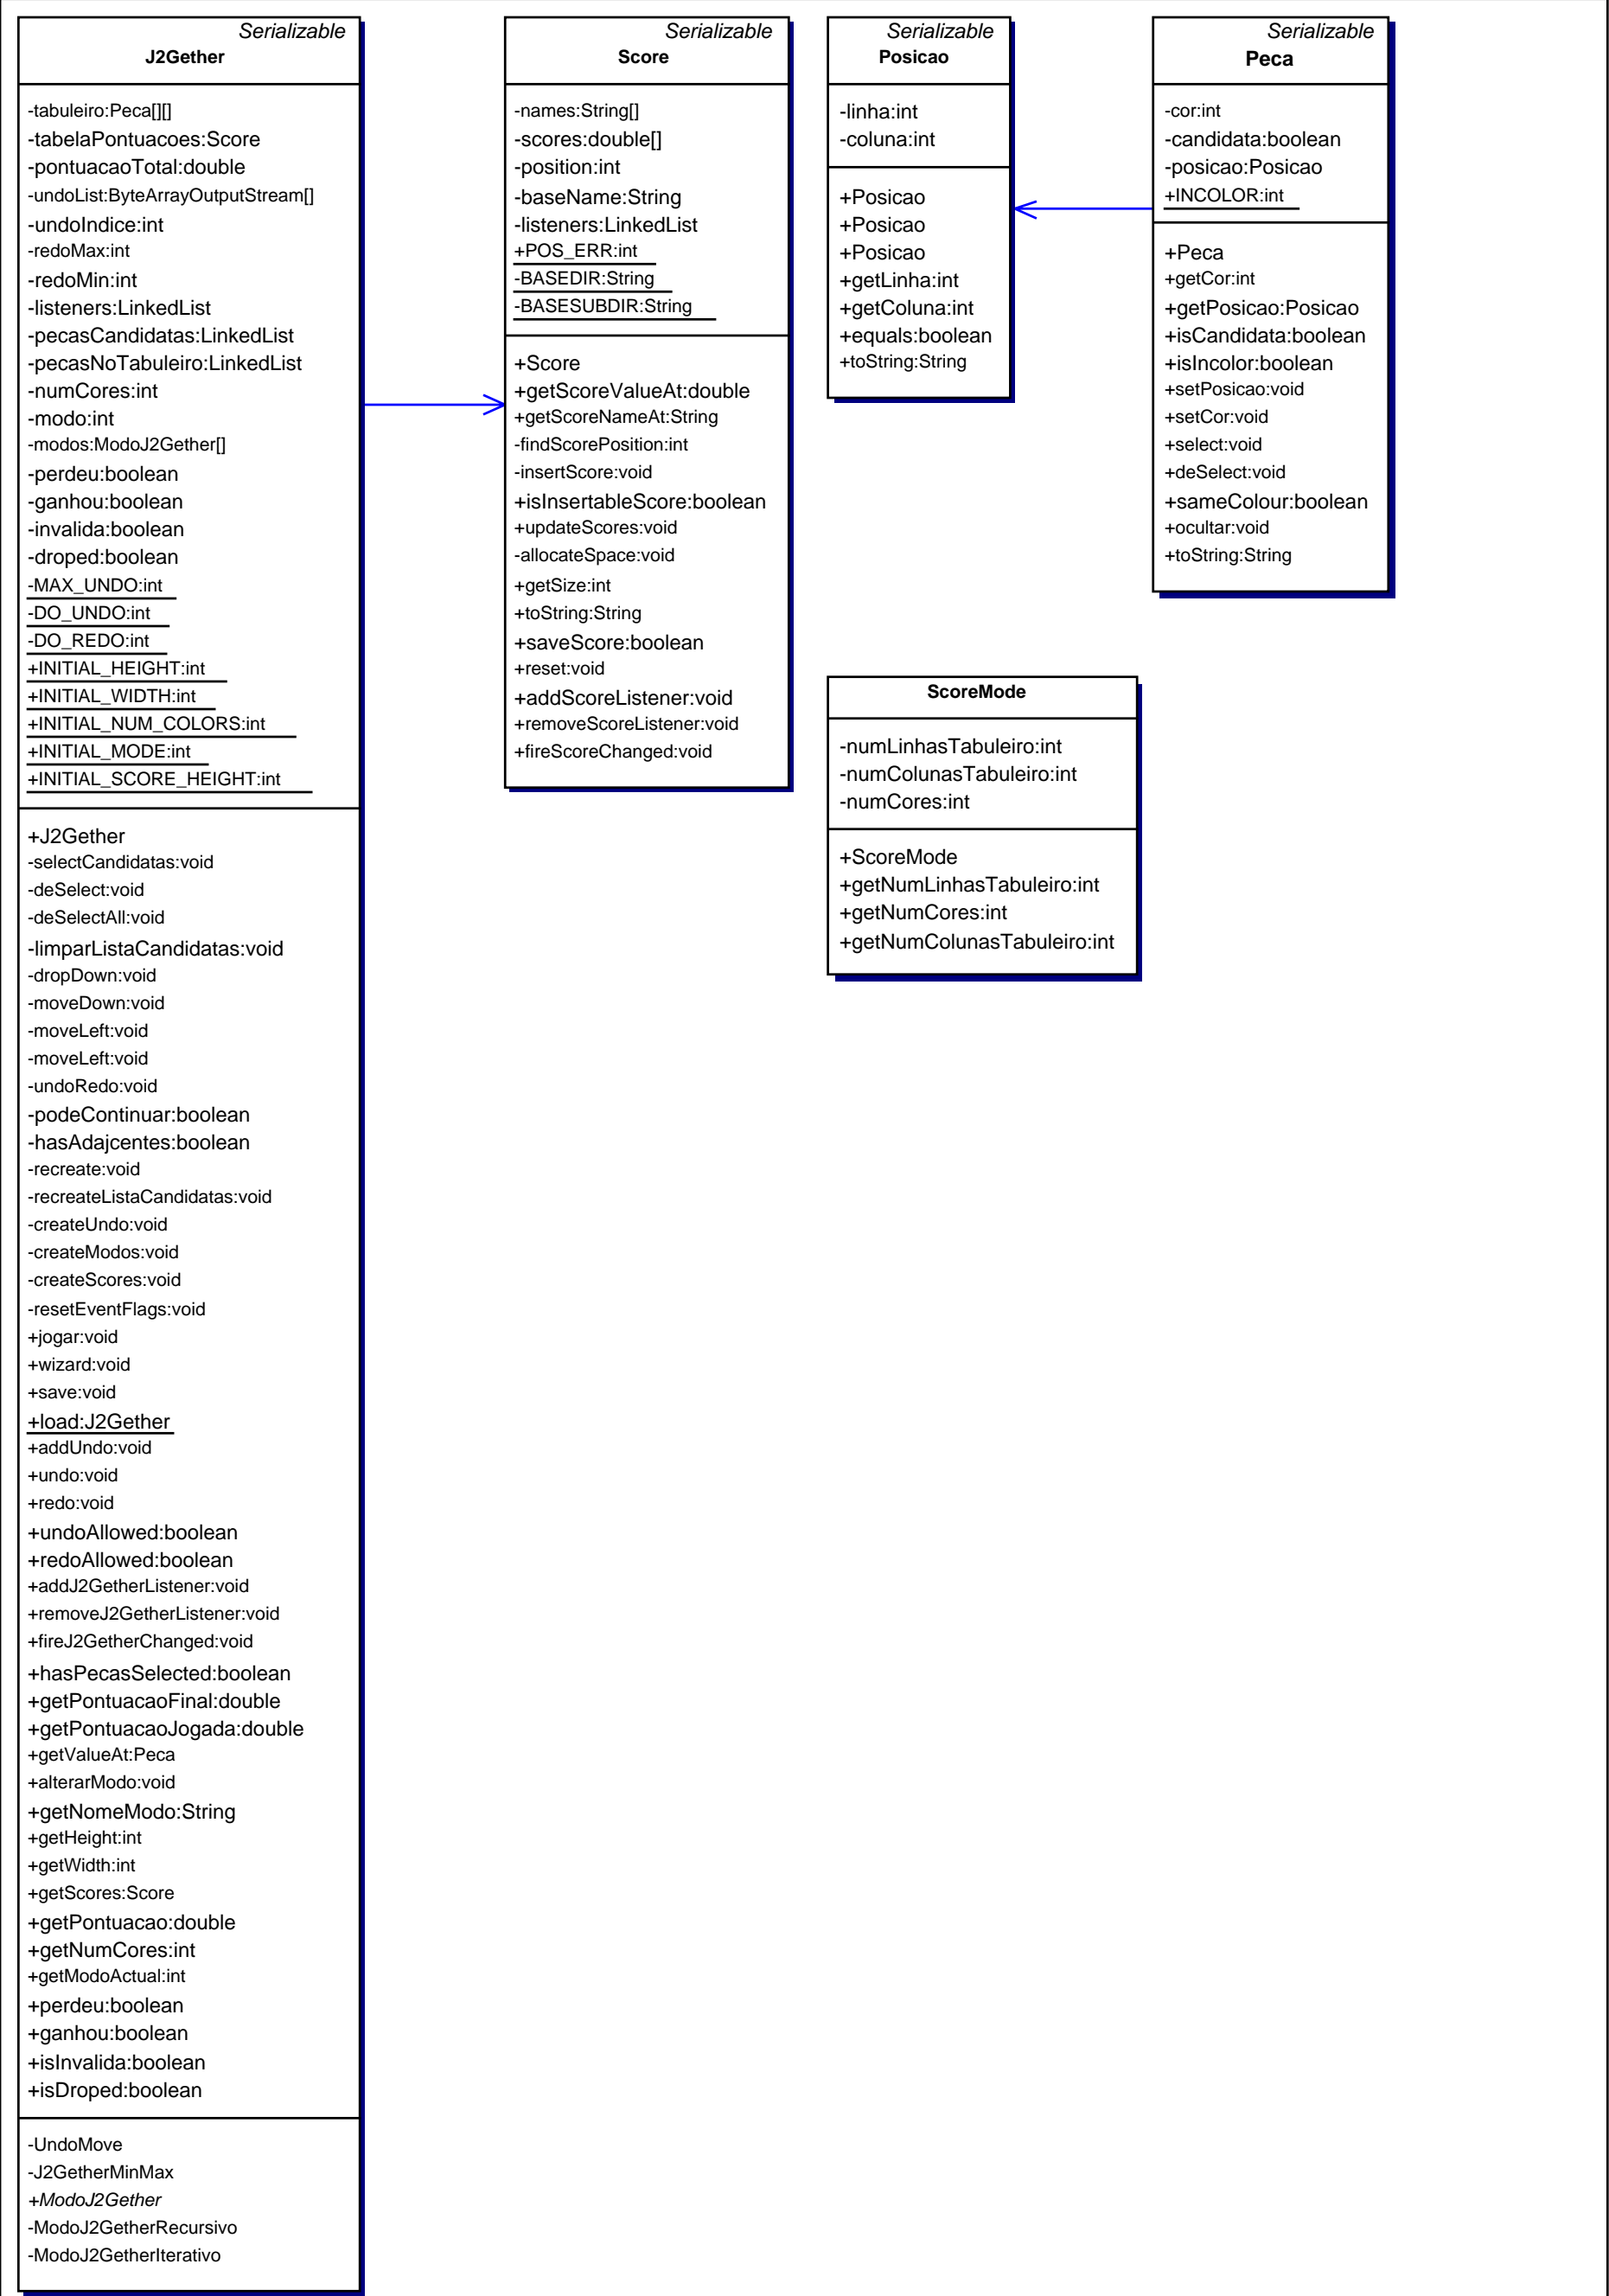 Serializable
J2Gether
-tabuleiro:Peca[][]
-tabelaPontuacoes:Score
-pontuacaoTotal:double
-undoList:ByteArrayOutputStream[]
-undoIndice:int
-redoMax:int
-redoMin:int
-listeners:LinkedList
-pecasCandidatas:LinkedList
-pecasNoTabuleiro:LinkedList
-numCores:int
-modo:int
-modos:ModoJ2Gether[]
-perdeu:boolean
-ganhou:boolean
-invalida:boolean
-droped:boolean
-MAX_UNDO:int
-DO_UNDO:int
-DO_REDO:int
+INITIAL_HEIGHT:int
+INITIAL_WIDTH:int
+INITIAL_NUM_COLORS:int
+INITIAL_MODE:int
+INITIAL_SCORE_HEIGHT:int
+J2Gether
-selectCandidatas:void
-deSelect:void
-deSelectAll:void
-limparListaCandidatas:void
-dropDown:void
-moveDown:void
-moveLeft:void
-moveLeft:void
-undoRedo:void
-podeContinuar:boolean
-hasAdajcentes:boolean
-recreate:void
-recreateListaCandidatas:void
-createUndo:void
-createModos:void
-createScores:void
-resetEventFlags:void
+jogar:void
+wizard:void
+save:void
+load:J2Gether
+addUndo:void
+undo:void
+redo:void
+undoAllowed:boolean
+redoAllowed:boolean
+addJ2GetherListener:void
+removeJ2GetherListener:void
+fireJ2GetherChanged:void
+hasPecasSelected:boolean
+getPontuacaoFinal:double
+getPontuacaoJogada:double
+getValueAt:Peca
+alterarModo:void
+getNomeModo:String
+getHeight:int
+getWidth:int
+getScores:Score
+getPontuacao:double
+getNumCores:int
+getModoActual:int
+perdeu:boolean
+ganhou:boolean
+isInvalida:boolean
+isDroped:boolean
-UndoMove
-J2GetherMinMax
+ModoJ2Gether
-ModoJ2GetherRecursivo
-ModoJ2GetherIterativo
Serializable
Score
-names:String[]
-scores:double[]
-position:int
-baseName:String
-listeners:LinkedList
+POS_ERR:int
-BASEDIR:String
-BASESUBDIR:String
+Score
+getScoreValueAt:double
+getScoreNameAt:String
-findScorePosition:int
-insertScore:void
+isInsertableScore:boolean
+updateScores:void
-allocateSpace:void
+getSize:int
+toString:String
+saveScore:boolean
+reset:void
+addScoreListener:void
+removeScoreListener:void
+fireScoreChanged:void
Serializable
Posicao
-linha:int
-coluna:int
+Posicao
+Posicao
+Posicao
+getLinha:int
+getColuna:int
+equals:boolean
+toString:String
Serializable
Peca
-cor:int
-candidata:boolean
-posicao:Posicao
+INCOLOR:int
+Peca
+getCor:int
+getPosicao:Posicao
+isCandidata:boolean
+isIncolor:boolean
+setPosicao:void
+setCor:void
+select:void
+deSelect:void
+sameColour:boolean
+ocultar:void
+toString:String
ScoreMode
-numLinhasTabuleiro:int
-numColunasTabuleiro:int
-numCores:int
+ScoreMode
+getNumLinhasTabuleiro:int
+getNumCores:int
+getNumColunasTabuleiro:int